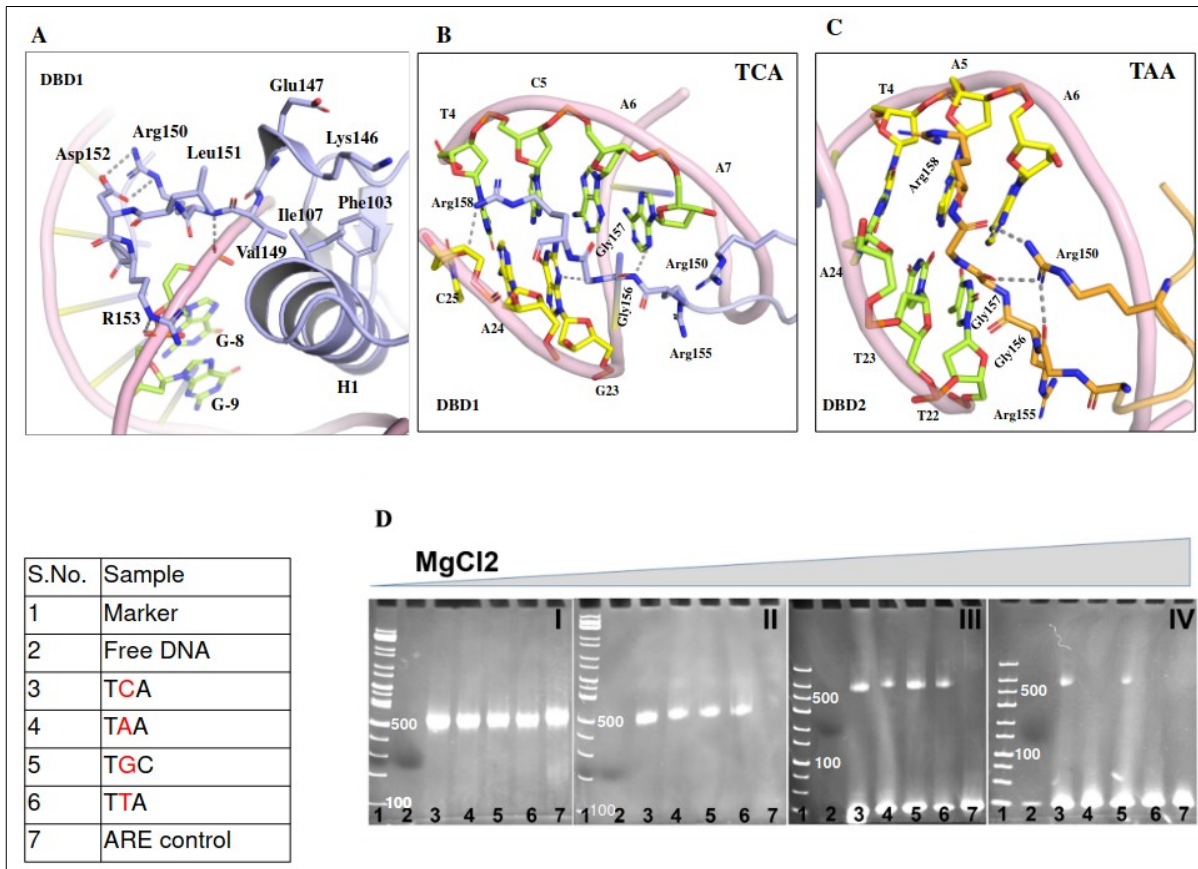 A
DBD1
Glu147
Arg150
Lys146
Asp152
Leu151
Ile107
Phe103
Val149
R153
G-8
G-9
H1
B
TCA
C5
T4
A6
A7
Arg158
Gly157
Arg150
C25
Gly156
A24
Arg155
G23
DBD1
C
TAA
A5
T4
A6
Arg158
Arg150
A24
Gly157
Gly156
T23
Arg155
DBD2
T22
D
MgCl2
S.No. Sample
1 Marker
2 Free DNA
3 TCA
4 TAA
5 TGC
6 TTA
7 ARE control
I
500
100
1 2 3 4 5 6 7
II
500
100
1 2 3 4 5 6 7
III
500
100
1 2 3 4 5 6 7
IV
500
100
1 2 3 4 5 6 7